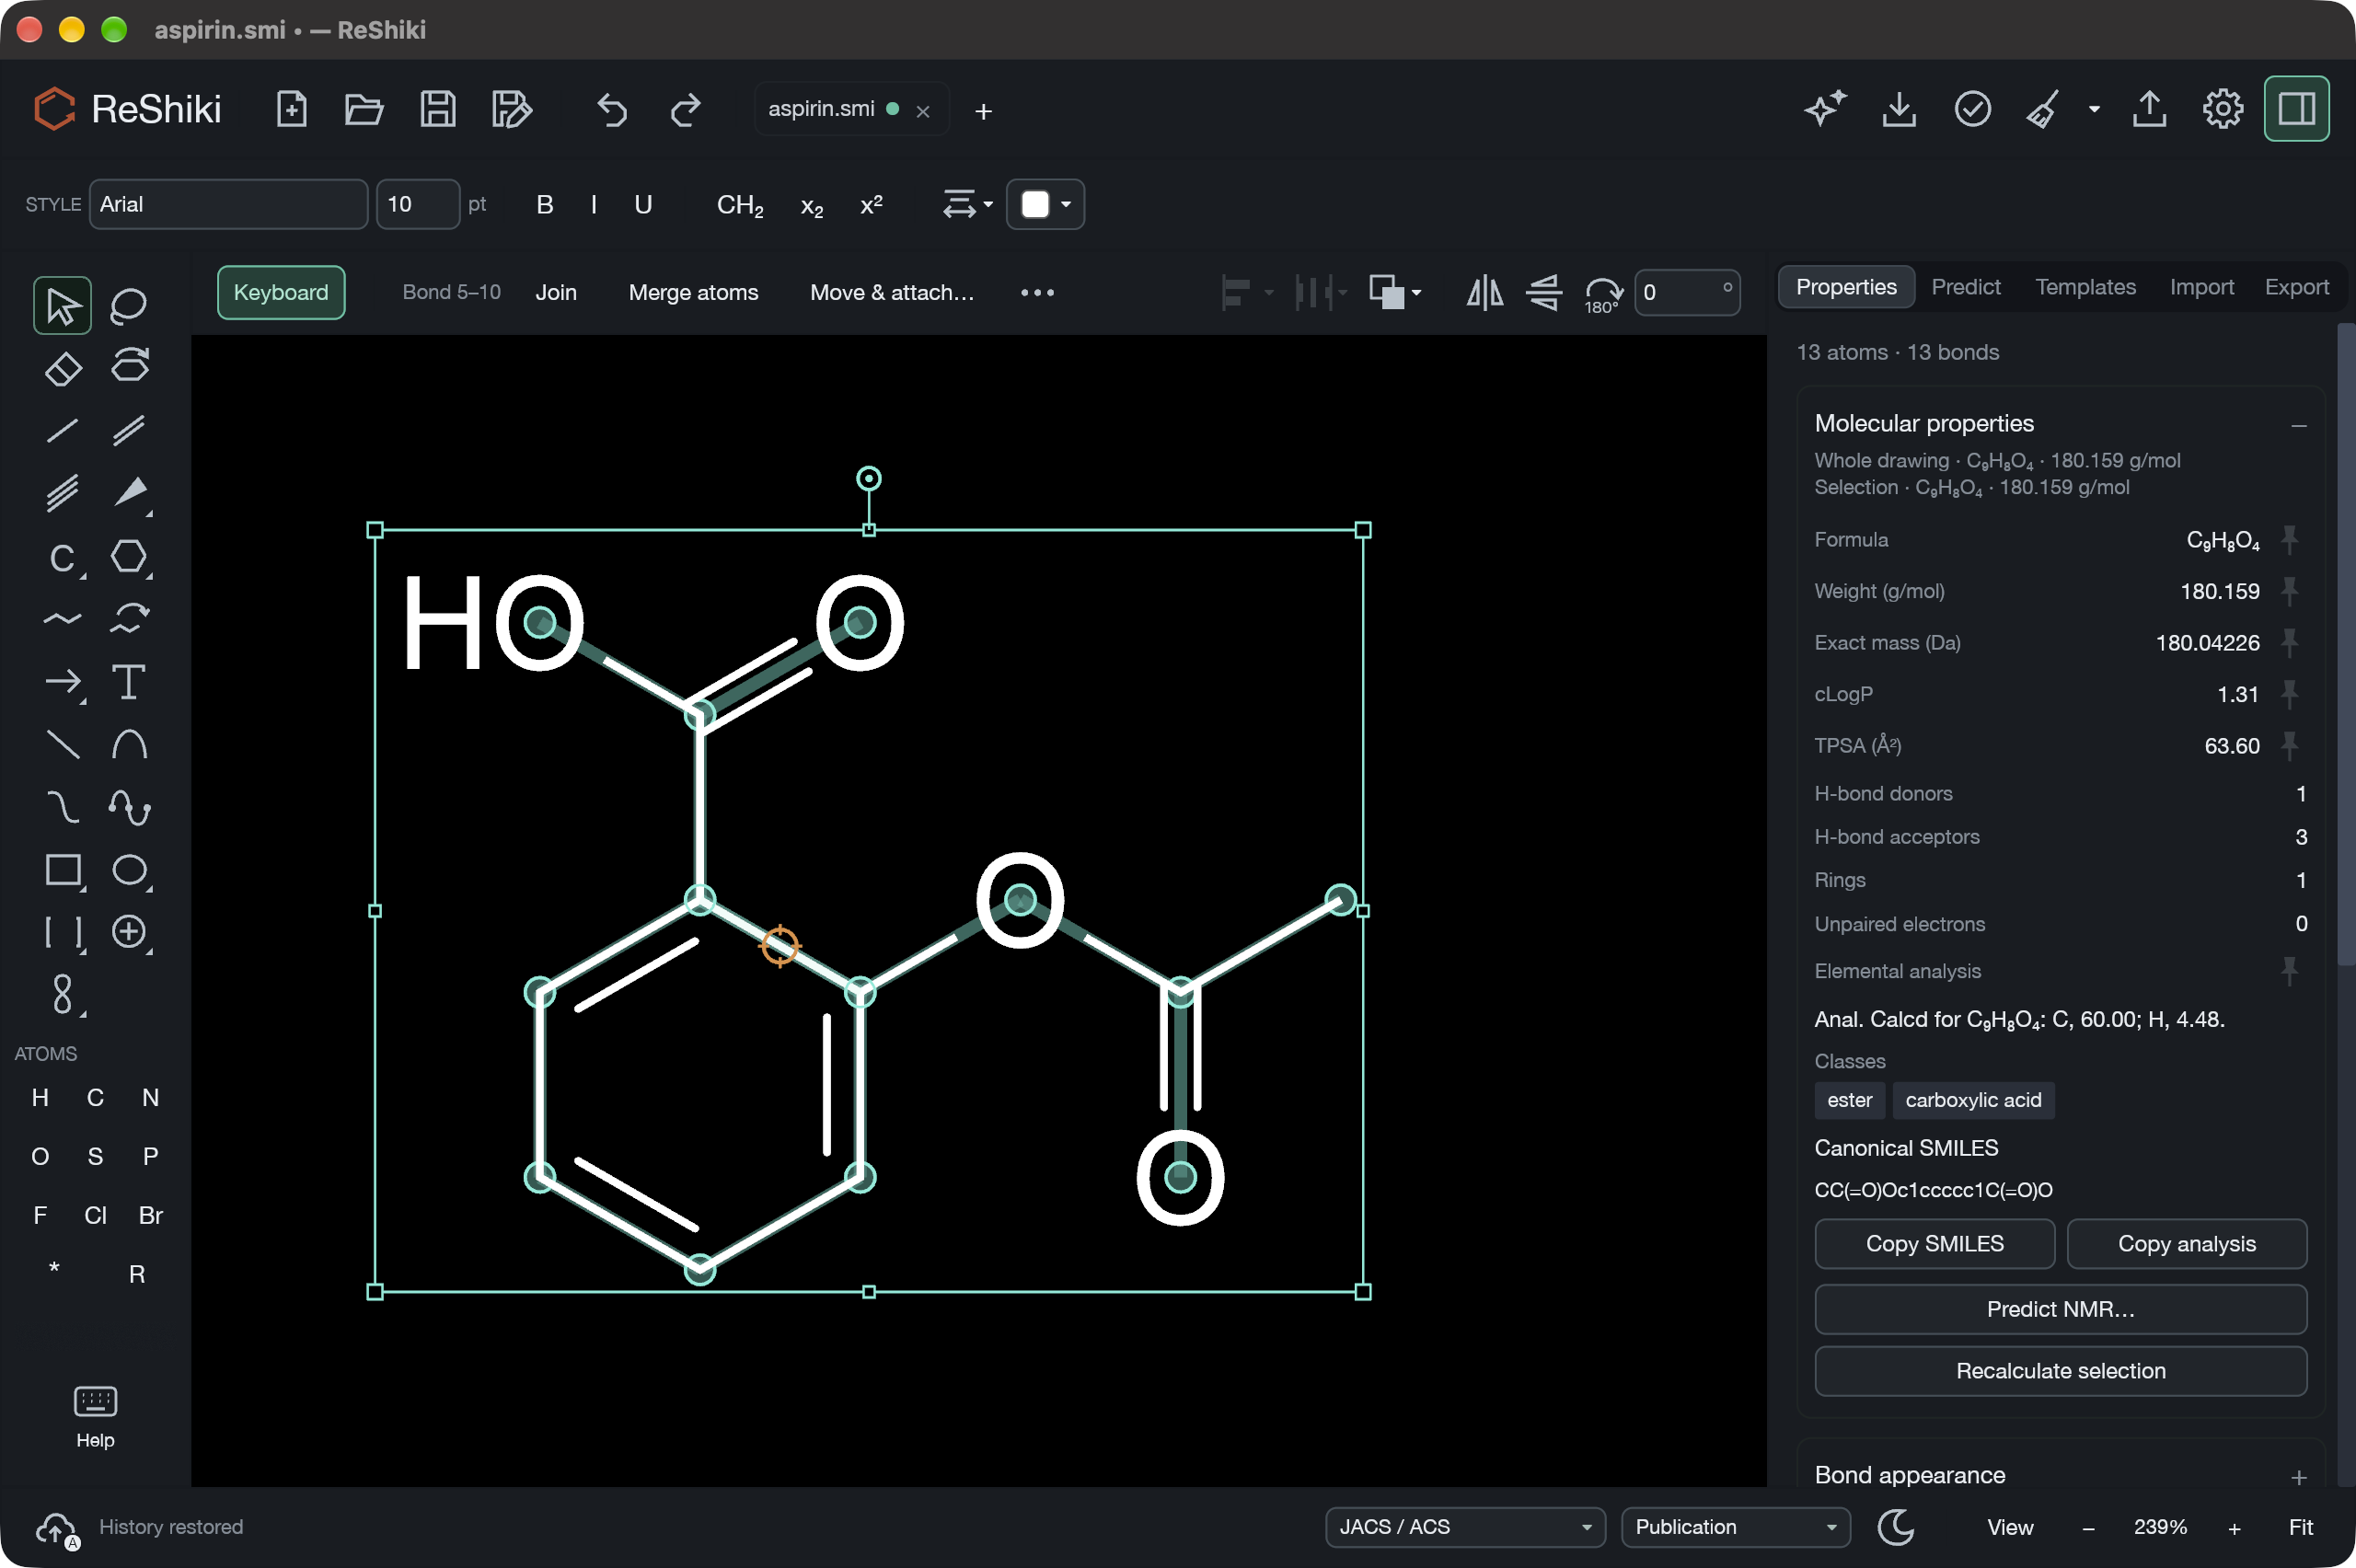 aspirin.smi • — ReShiki
ReShiki
aspirin.smi
STYLE Arial 10 pt B I U CH₂ x₂ x²
Keyboard Bond 5–10 Join Merge atoms Move & attach... 180° 0 °
Properties Predict Templates Import Export
13 atoms · 13 bonds
Molecular properties
Whole drawing · C₉H₈O₄ · 180.159 g/mol
Selection · C₉H₈O₄ · 180.159 g/mol
Formula C₉H₈O₄
Weight (g/mol) 180.159
Exact mass (Da) 180.04226
cLogP 1.31
TPSA (Å²) 63.60
H-bond donors 1
H-bond acceptors 3
Rings 1
Unpaired electrons 0
Elemental analysis
Anal. Calcd for C₉H₈O₄: C, 60.00; H, 4.48.
Classes
ester carboxylic acid
Canonical SMILES
CC(=O)Oc1ccccc1C(=O)O
Copy SMILES Copy analysis
Predict NMR...
Recalculate selection
Bond appearance
C
T
HO O
O
O
ATOMS
H C N
O S P
F Cl Br
* R
Help
A History restored
JACS / ACS Publication View – 239% + Fit